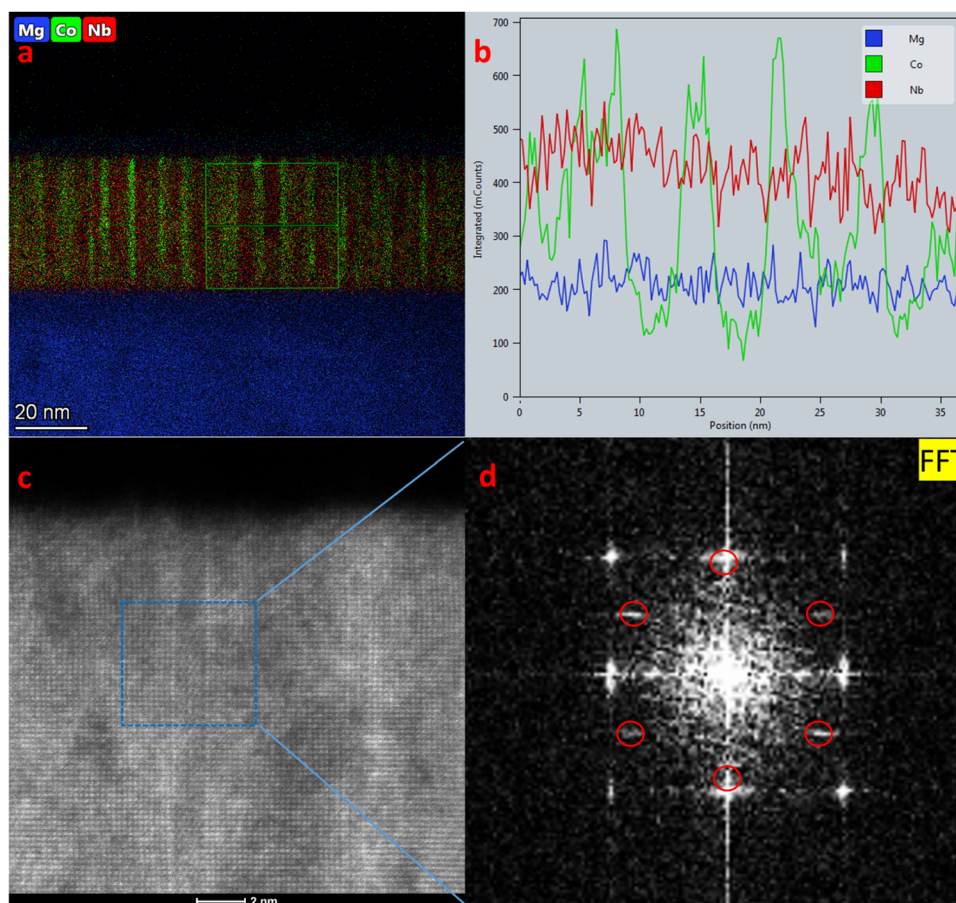 Mg Co Nb
a
20 nm
b
700
600
500
400
300
200
100
0
Integrated (mCounts)
0 5 10 15 20 25 30 35
Position (nm)
Mg
Co
Nb
c
2 nm
d
FFT